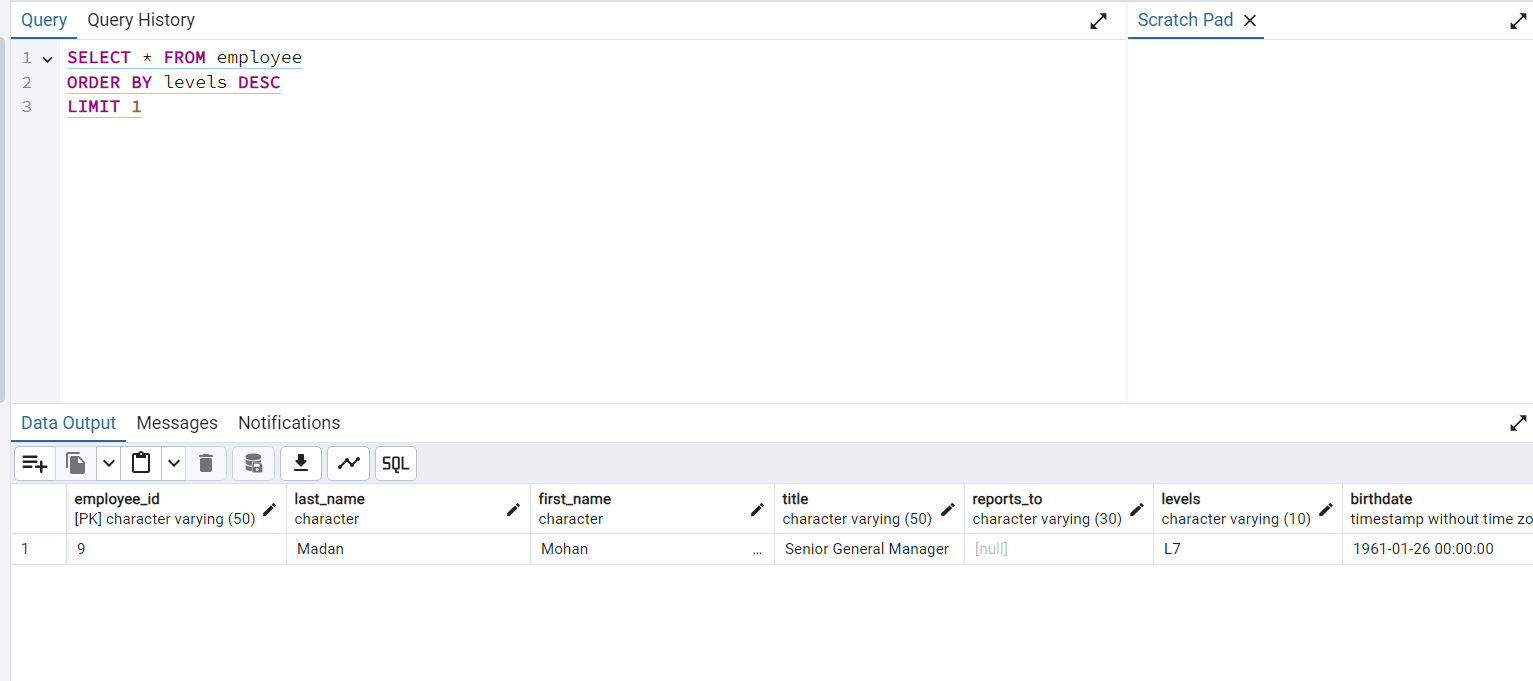 Query Query History Scratch Pad
1 SELECT * FROM employee
2 ORDER BY levels DESC
3 LIMIT 1
Data Output Messages Notifications
SQL
employee_id last_name first_name title reports_to levels birthdate
[PK] character varying (50) character character character varying (50) character varying (30) character varying (10) timestamp without time zo
1 9 Madan Mohan ... Senior General Manager [null] L7 1961-01-26 00:00:00